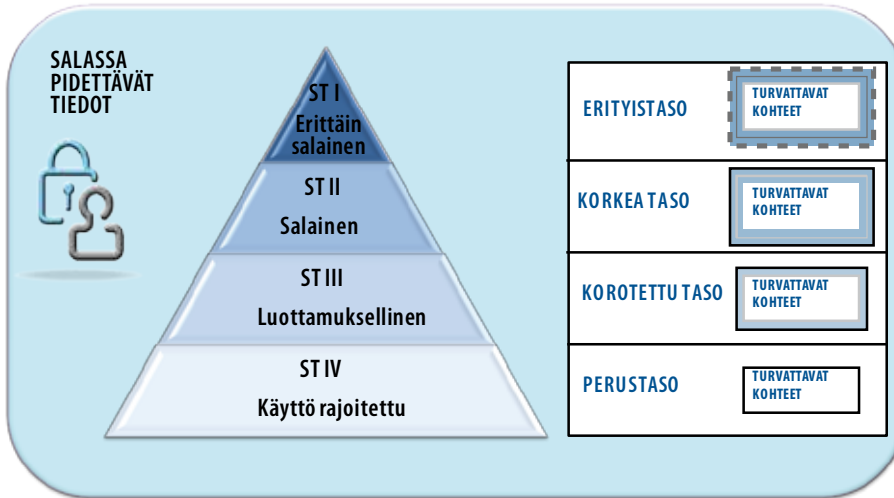 SALASSA
PIDETTÄVÄT
TIEDOT
ST I
Erittäin
salainen
ST II
Salainen
ST III
Luottamuksellinen
ST IV
Käyttö rajoitettu
ERITYISTASO
TURVATTAVAT
KOHTEET
KORKEA TASO
TURVATTAVAT
KOHTEET
KOROTETTU TASO
TURVATTAVAT
KOHTEET
PERUSTASO
TURVATTAVAT
KOHTEET